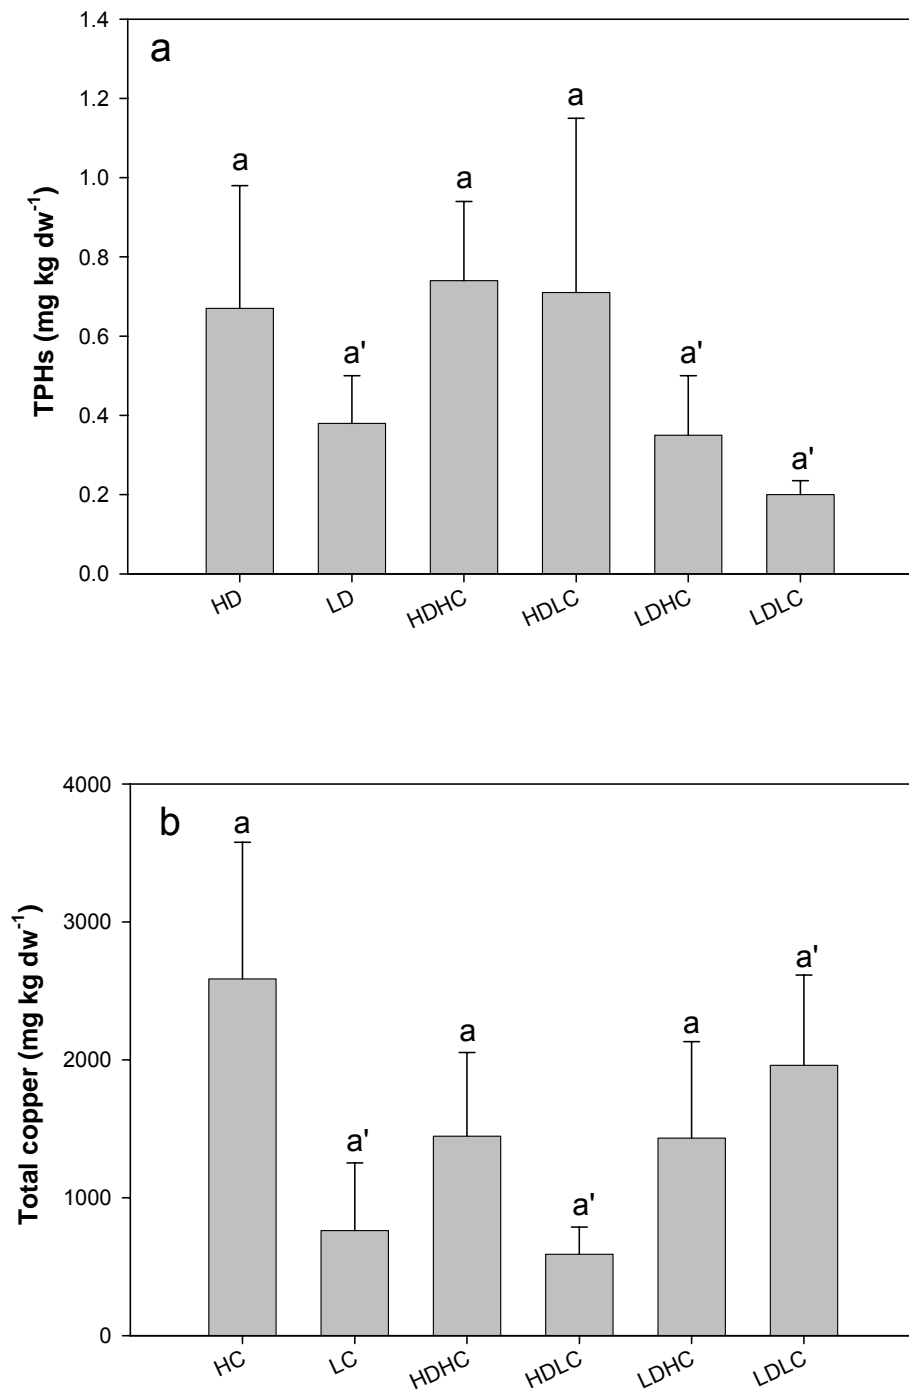 a
TPHs (mg kg dw-1)
1.4
1.2
1.0
0.8
0.6
0.4
0.2
0.0
a
a'
a
a
a'
a'
HD
LD
HDHC
HDLC
LDHC
LDLC
b
Total copper (mg kg dw-1)
4000
3000
2000
1000
0
a
a'
a
a'
a
a'
HC
LC
HDHC
HDLC
LDHC
LDLC